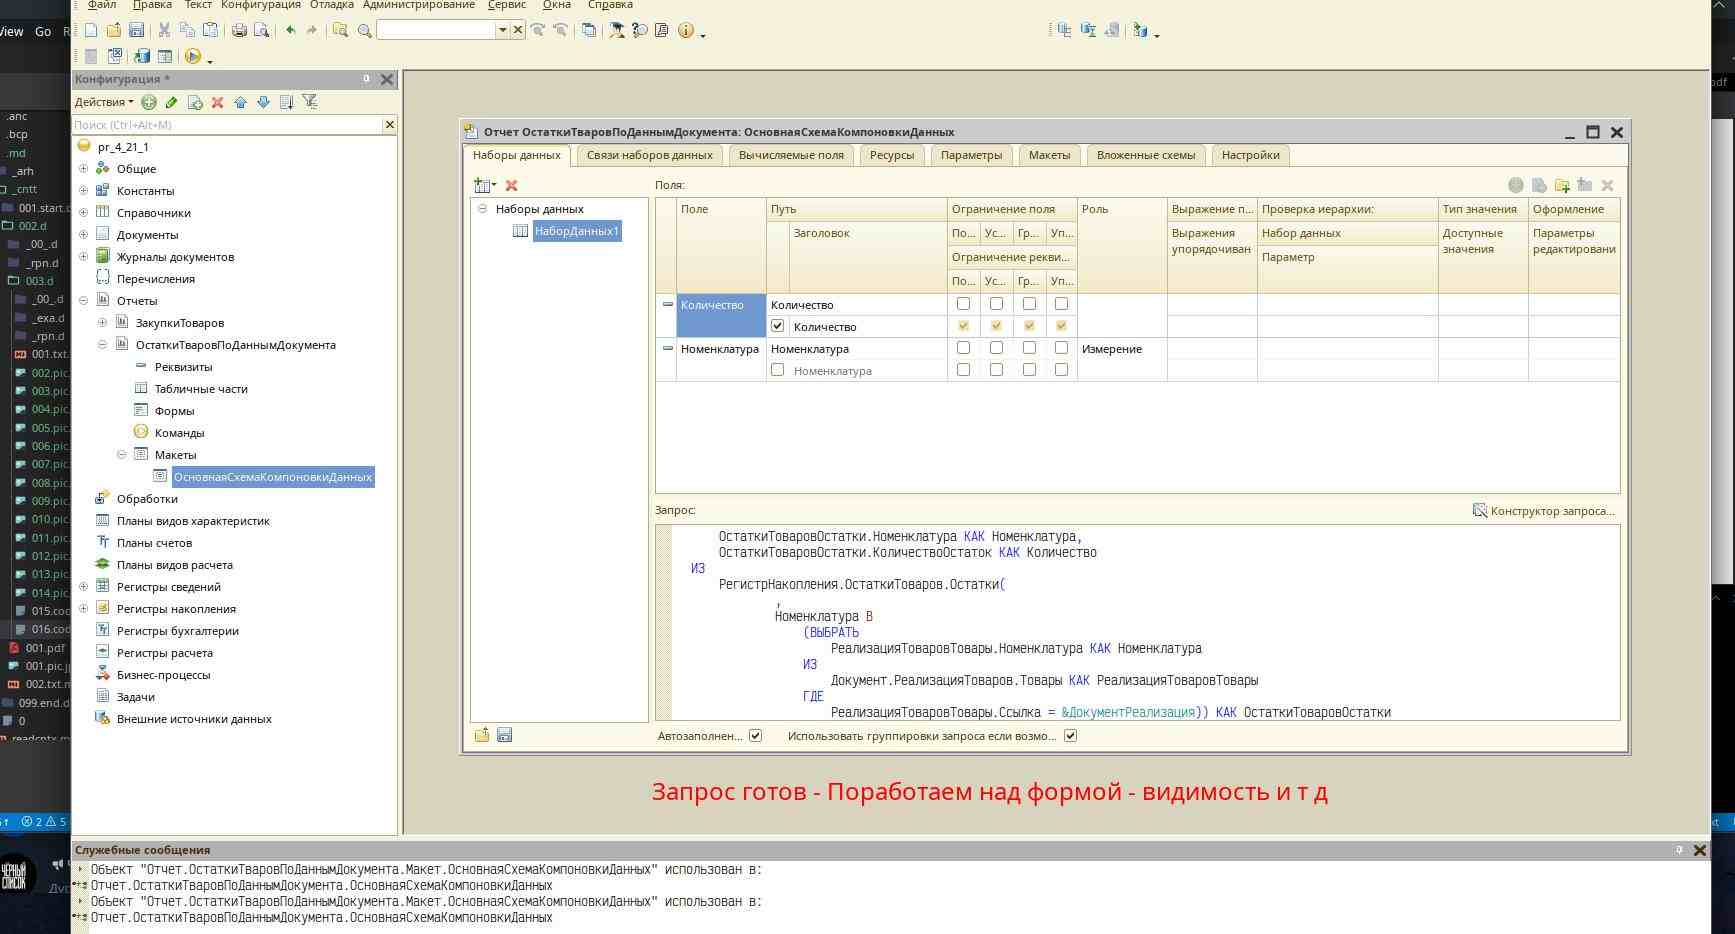 Файл Правка Текст Конфигурация Отладка Администрирование Сервис Окна Справка
View Go
Конфигурация *
Действия
Поиск (Ctrl+Alt+M)
pr_4_21_1
Общие
Константы
Справочники
Документы
Журналы документов
Перечисления
Отчеты
ЗакупкиТоваров
ОстаткиТваровПоДаннымДокумента
Реквизиты
Табличные части
Формы
Команды
Макеты
ОсновнаяСхемаКомпоновкиДанных
Обработки
Планы видов характеристик
Планы счетов
Планы видов расчета
Регистры сведений
Регистры накопления
Регистры бухгалтерии
Регистры расчета
Бизнес-процессы
Задачи
Внешние источники данных
.anc
.bcp
.md
_arh
_cntt
001.start.c
002.d
_00_.d
_rpn.d
003.d
_00_.d
_exa.d
_rpn.d
001.txt.
002.pic.
003.pic.
004.pic.
005.pic.
006.pic.
007.pic.
008.pic.
009.pic.
010.pic.
011.pic.
012.pic.
013.pic.
014.pic.
015.cod
016.cod
001.pdf
001.pic.j
002.txt.m
099.end.d
0
readcntx.m
2 5
ЧЁРНЫЙ
СПИСОК
Отчет ОстаткиТваровПоДаннымДокумента: ОсновнаяСхемаКомпоновкиДанных
Наборы данных Связи наборов данных Вычисляемые поля Ресурсы Параметры Макеты Вложенные схемы Настройки
Наборы данных
НаборДанных1
Поля:
Поле Путь Ограничение поля Роль Выражение п... Проверка иерархии: Тип значения Оформление
Заголовок По... Ус... Гр... Уп... Выражения упорядочиван Набор данных Доступные значения Параметры редактировани
Ограничение рекви... Параметр
По... Ус... Гр... Уп...
Количество Количество
Количество
Номенклатура Номенклатура Измерение
Номенклатура
Запрос: Конструктор запроса...
ОстаткиТоваровОстатки.Номенклатура КАК Номенклатура,
ОстаткиТоваровОстатки.КоличествоОстаток КАК Количество
ИЗ
РегистрНакопления.ОстаткиТоваров.Остатки(
,
Номенклатура В
(ВЫБРАТЬ
РеализацияТоваровТовары.Номенклатура КАК Номенклатура
ИЗ
Документ.РеализацияТоваров.Товары КАК РеализацияТоваровТовары
ГДЕ
РеализацияТоваровТовары.Ссылка = &ДокументРеализация)) КАК ОстаткиТоваровОстатки
Автозаполнен... Использовать группировки запроса если возмо...
Запрос готов - Поработаем над формой - видимость и т д
Служебные сообщения
Объект "Отчет.ОстаткиТваровПоДаннымДокумента.Макет.ОсновнаяСхемаКомпоновкиДанных" использован в:
Отчет.ОстаткиТваровПоДаннымДокумента.ОсновнаяСхемаКомпоновкиДанных
Объект "Отчет.ОстаткиТваровПоДаннымДокумента.Макет.ОсновнаяСхемаКомпоновкиДанных" использован в:
Отчет.ОстаткиТваровПоДаннымДокумента.ОсновнаяСхемаКомпоновкиДанных